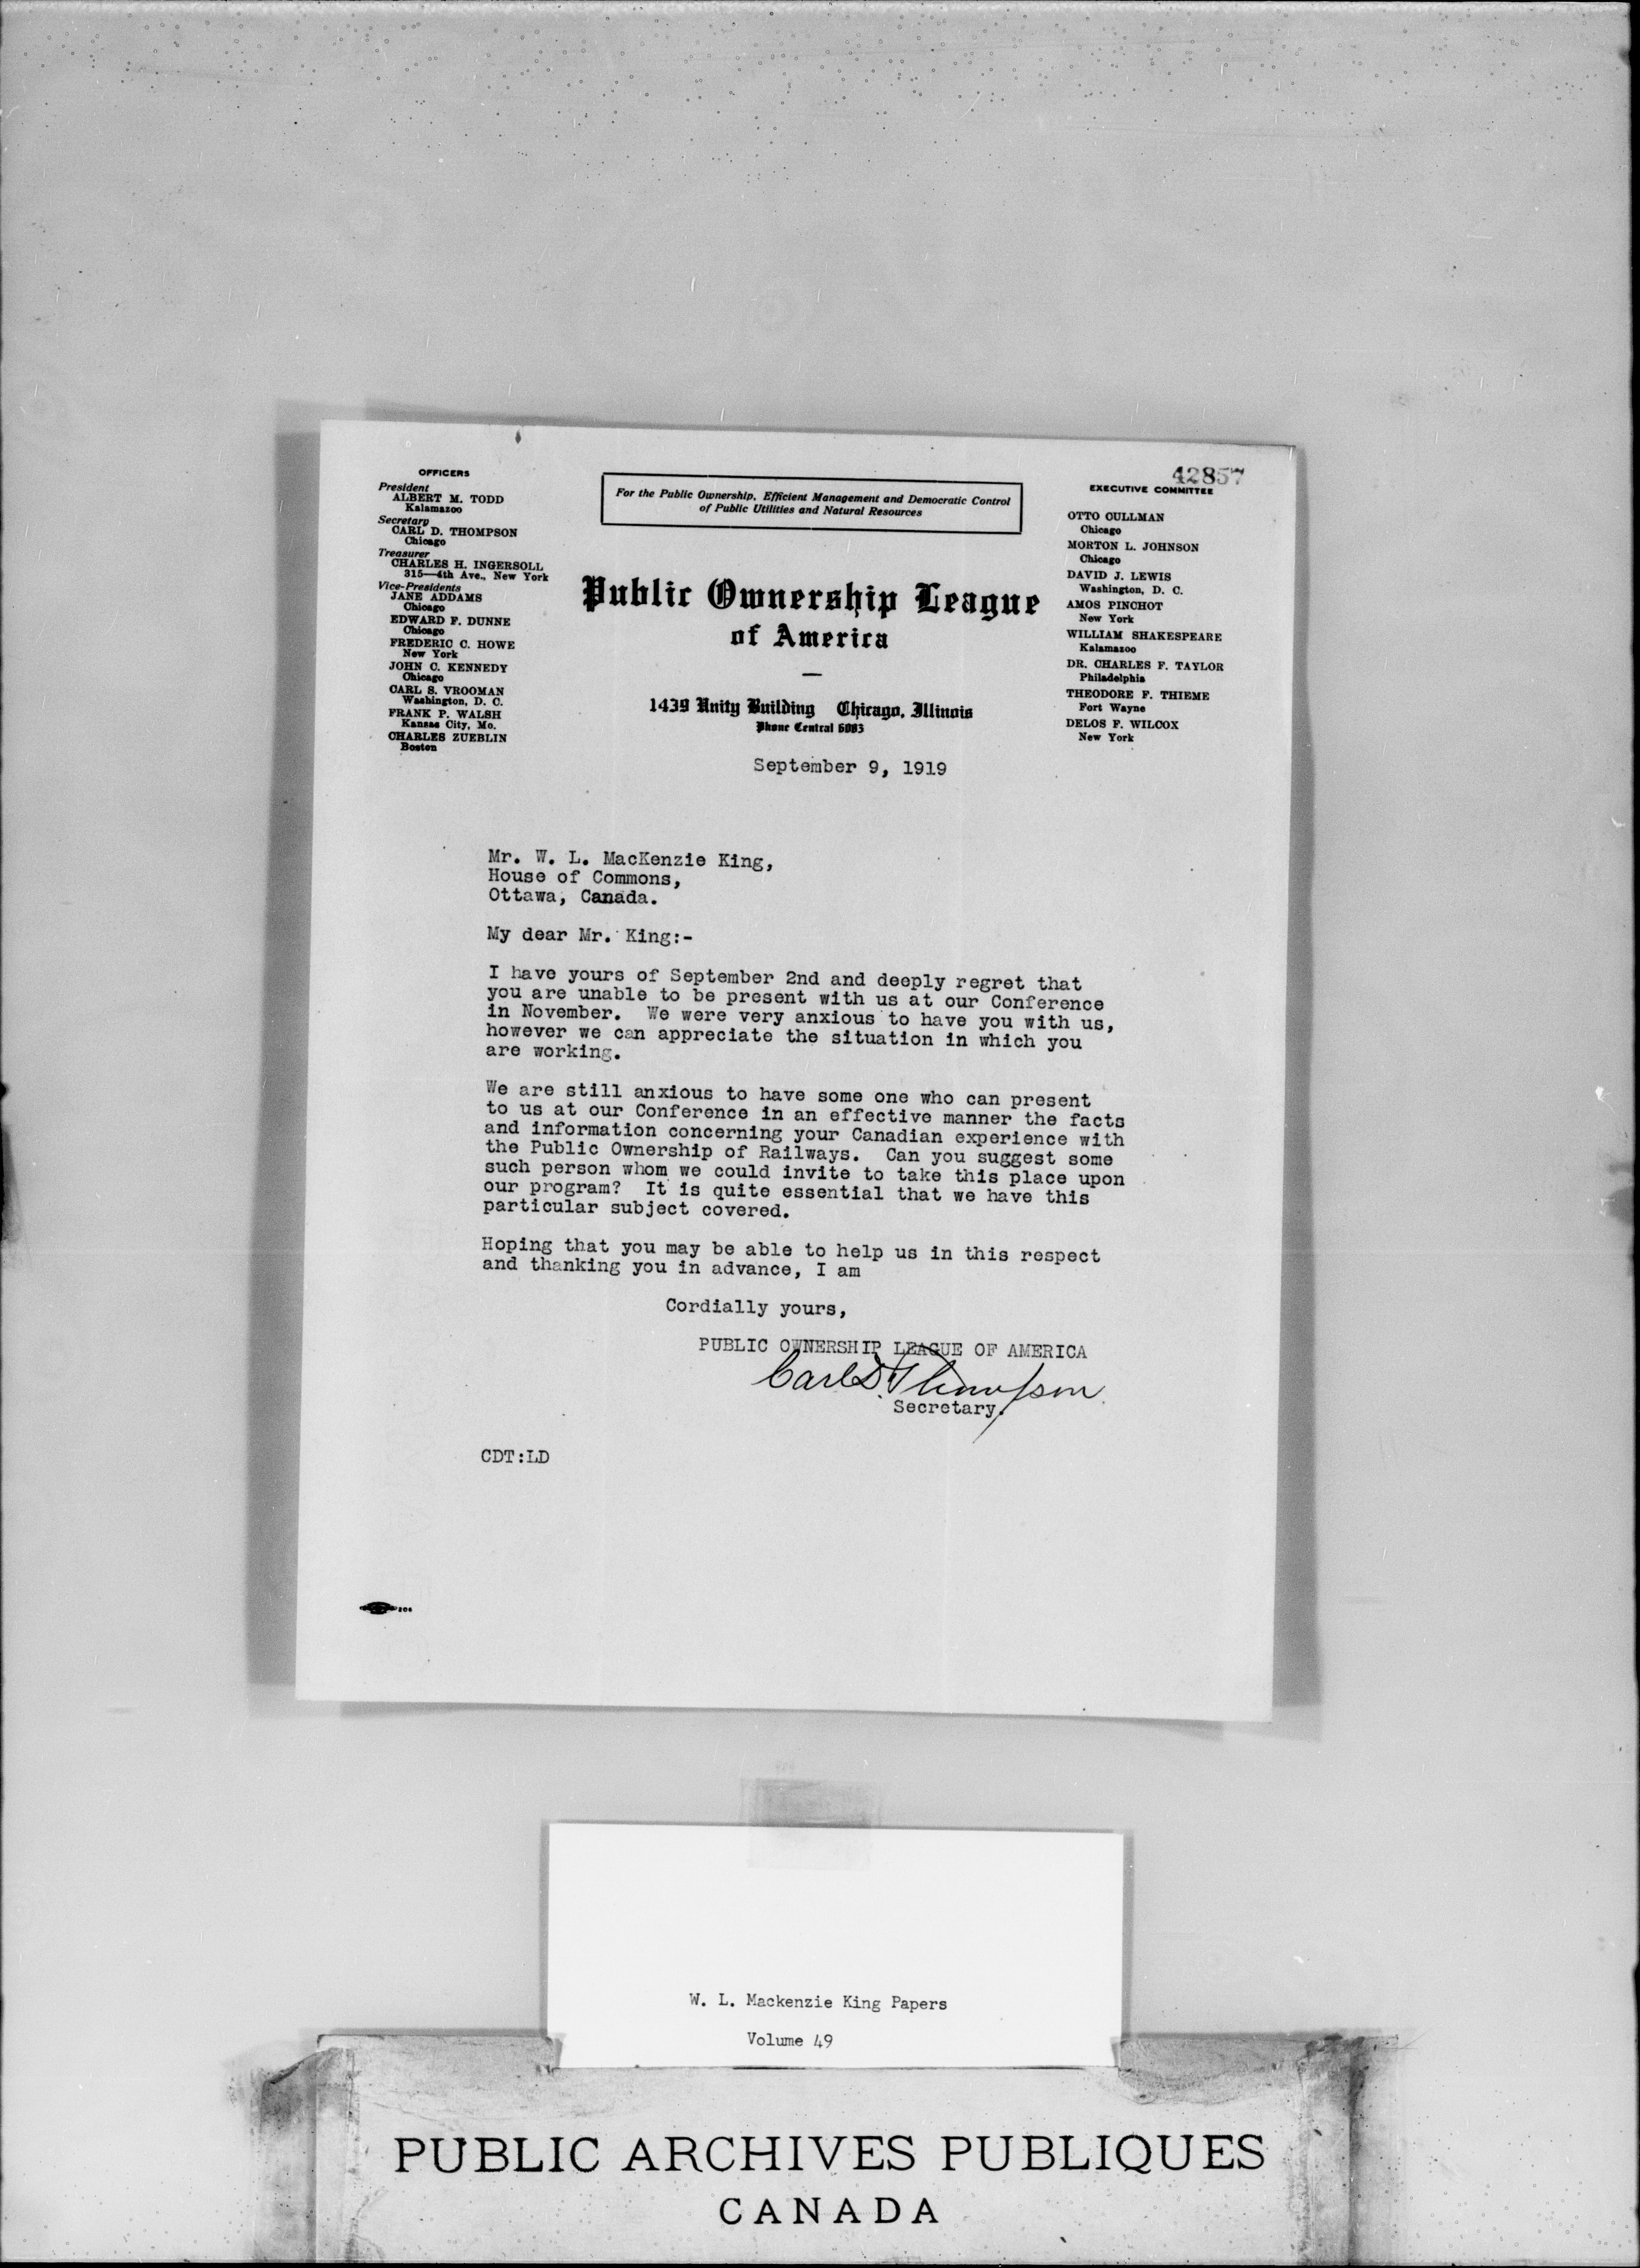 42857
OFFICERS
President
ALBERT M. TODD
Kalamazoo
Secretary
CARL D. THOMPSON
Chicago
Treasurer
CHARLES H. INGERSOLL
315—4th Ave., New York
Vice-Presidents
JANE ADDAMS
Chicago
EDWARD F. DUNNE
Chicago
FREDERIC C. HOWE
New York
JOHN C. KENNEDY
Chicago
CARL S. VROOMAN
Washington, D. C.
FRANK P. WALSH
Kansas City, Mo.
CHARLES ZUEBLIN
Boston
For the Public Ownership, Efficient Management and Democratic Control
of Public Utilities and Natural Resources
Public Ownership League
of America
1439 Unity Building Chicago, Illinois
Phone Central 6083
EXECUTIVE COMMITTEE
OTTO CULLMAN
Chicago
MORTON L. JOHNSON
Chicago
DAVID J. LEWIS
Washington, D. C.
AMOS PINCHOT
New York
WILLIAM SHAKESPEARE
Kalamazoo
DR. CHARLES F. TAYLOR
Philadelphia
THEODORE F. THIEME
Fort Wayne
DELOS F. WILCOX
New York
September 9, 1919
Mr. W. L. MacKenzie King,
House of Commons,
Ottawa, Canada.
My dear Mr. King:-
I have yours of September 2nd and deeply regret that
you are unable to be present with us at our Conference
in November. We were very anxious to have you with us,
however we can appreciate the situation in which you
are working.
We are still anxious to have some one who can present
to us at our Conference in an effective manner the facts
and information concerning your Canadian experience with
the Public Ownership of Railways. Can you suggest some
such person whom we could invite to take this place upon
our program? It is quite essential that we have this
particular subject covered.
Hoping that you may be able to help us in this respect
and thanking you in advance, I am
Cordially yours,
PUBLIC OWNERSHIP LEAGUE OF AMERICA
Carl D. Thompson
Secretary.
CDT:LD
W. L. Mackenzie King Papers
Volume 49
PUBLIC ARCHIVES PUBLIQUES
CANADA